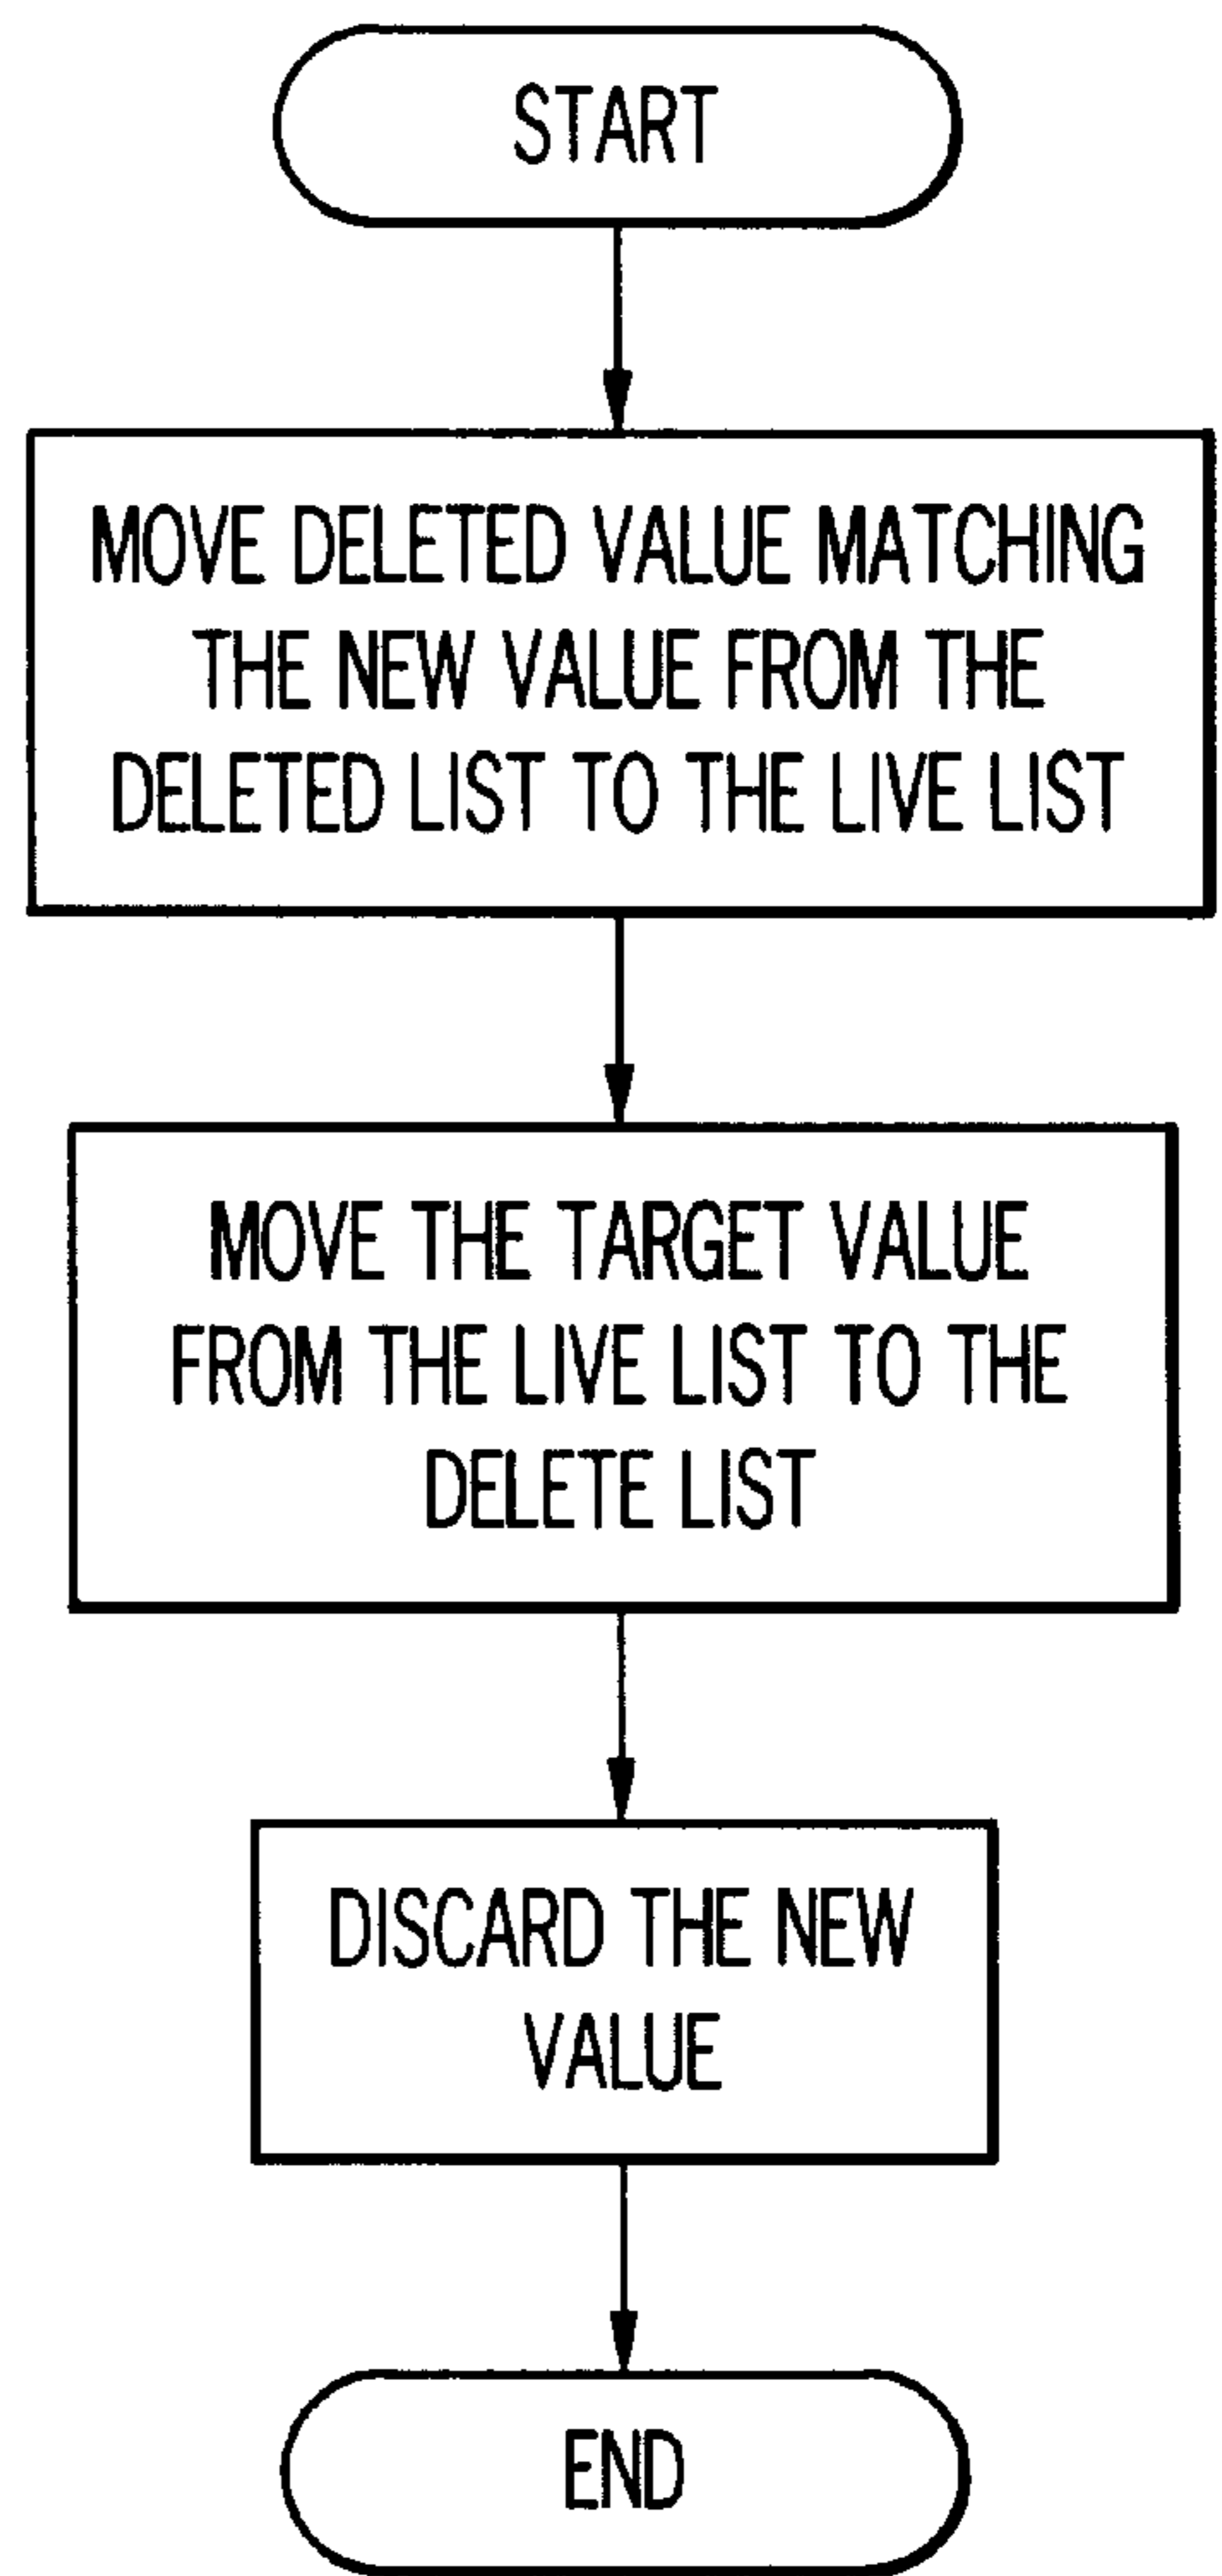 START
MOVE DELETED VALUE MATCHING
THE NEW VALUE FROM THE
DELETED LIST TO THE LIVE LIST
MOVE THE TARGET VALUE
FROM THE LIVE LIST TO THE
DELETE LIST
DISCARD THE NEW
VALUE
END